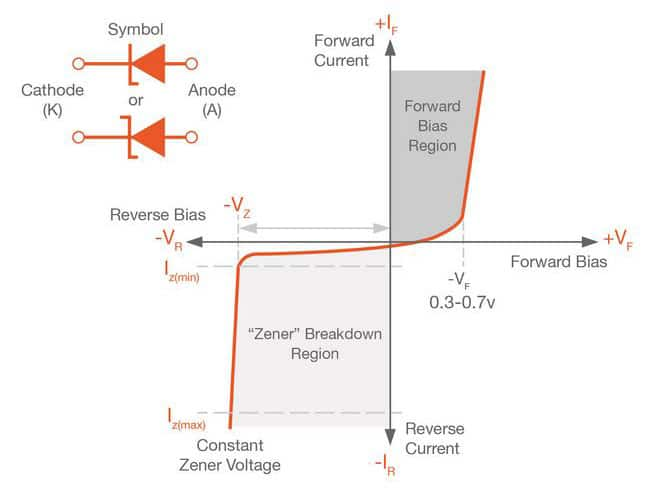 Symbol
Cathode
(K)
or
Anode
(A)
+IF
Forward
Current
Forward
Bias
Region
Reverse Bias
-VZ
-VR
+VF
Forward Bias
Iz(min)
-VF
0.3-0.7v
“Zener” Breakdown
Region
Iz(max)
Constant
Zener Voltage
Reverse
Current
-IR